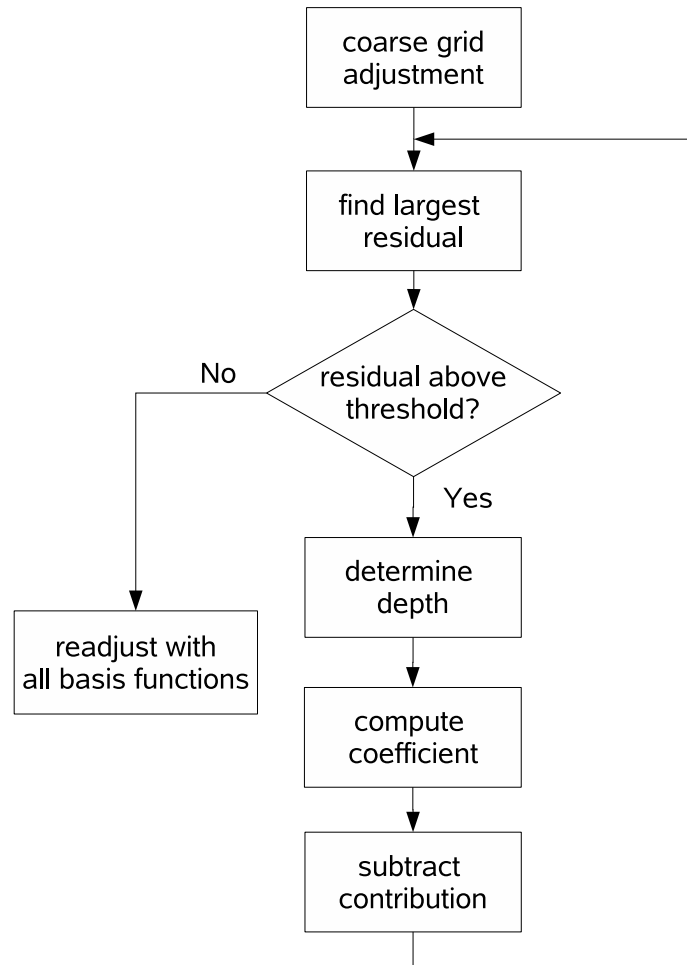 coarse grid
adjustment
find largest
residual
No
residual above
threshold?
Yes
determine
depth
readjust with
all basis functions
compute
coefficient
subtract
contribution